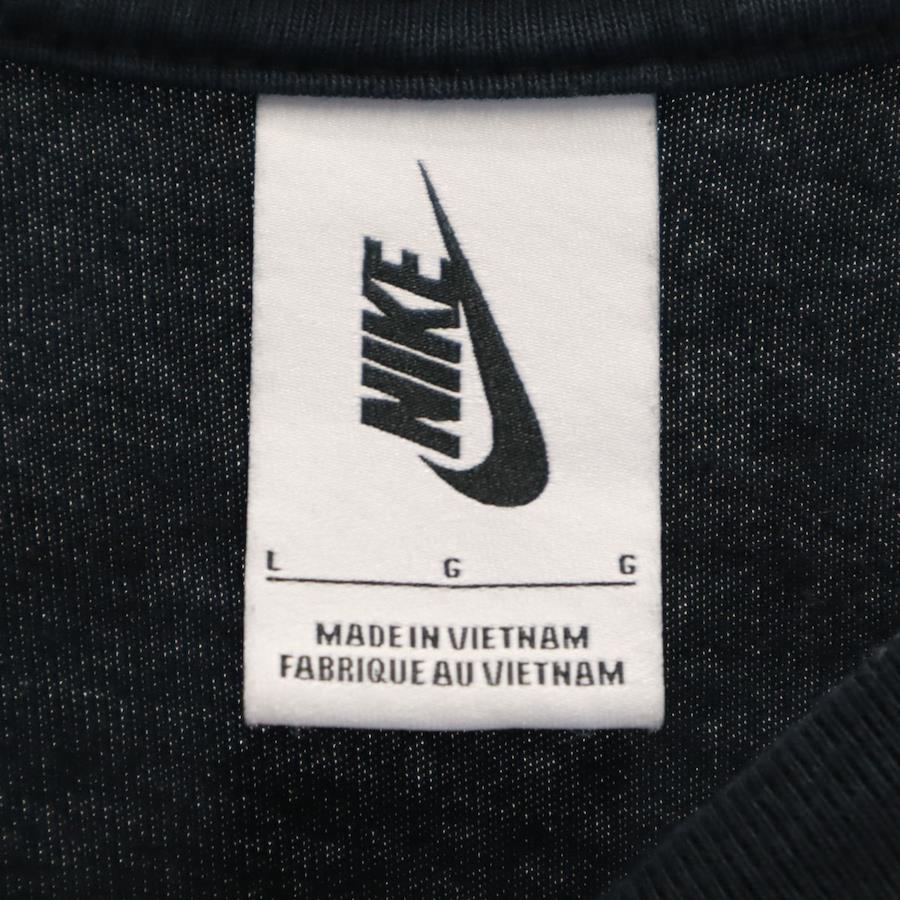 NIKE
L G G
MADE IN VIETNAM
FABRIQUE AU VIETNAM